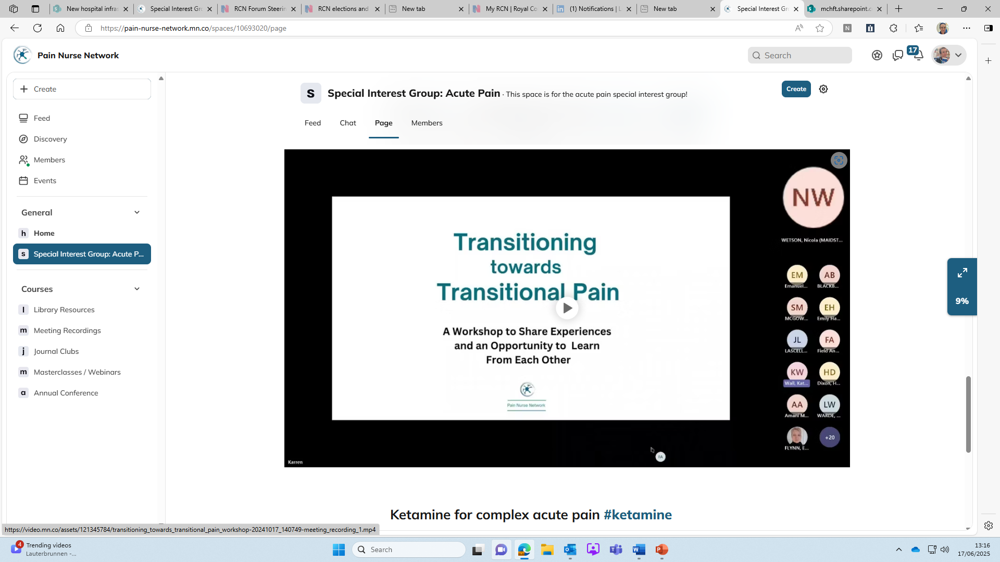 New hospital infras
Special Interest Gro
RCN Forum Steerin
RCN elections and
New tab
My RCN | Royal Co
(1) Notifications | L
New tab
Special Interest Gro
mchft.sharepoint.c
https://pain-nurse-network.mn.co/spaces/10693020/page
Pain Nurse Network
Search
17
Create
Feed
Discovery
Members
Events
General
h Home
s Special Interest Group: Acute P...
Courses
l Library Resources
m Meeting Recordings
j Journal Clubs
m Masterclasses / Webinars
a Annual Conference
S Special Interest Group: Acute Pain · This space is for the acute pain special interest group!
Create
Feed Chat Page Members
Transitioning
towards
Transitional Pain
A Workshop to Share Experiences
and an Opportunity to Learn
From Each Other
Pain Nurse Network
NW
WETSON, Nicola (MAIDST...
EM AB
Emanuel... BLACKB...
SM EH
MCGOW... Emily Ha...
JL FA
LASCELL... Field An...
KW HD
Wall, Kat... Dixon, H...
AA LW
Amani M... WARDE, ...
+20
FLYNN, E...
FA
Karren
9%
Ketamine for complex acute pain #ketamine
https://video.mn.co/assets/121345784/transitioning_towards_transitional_pain_workshop-20241017_140749-meeting_recording_1.mp4
4
Trending videos
Lauterbrunnen -...
Search
13:16
17/06/2025